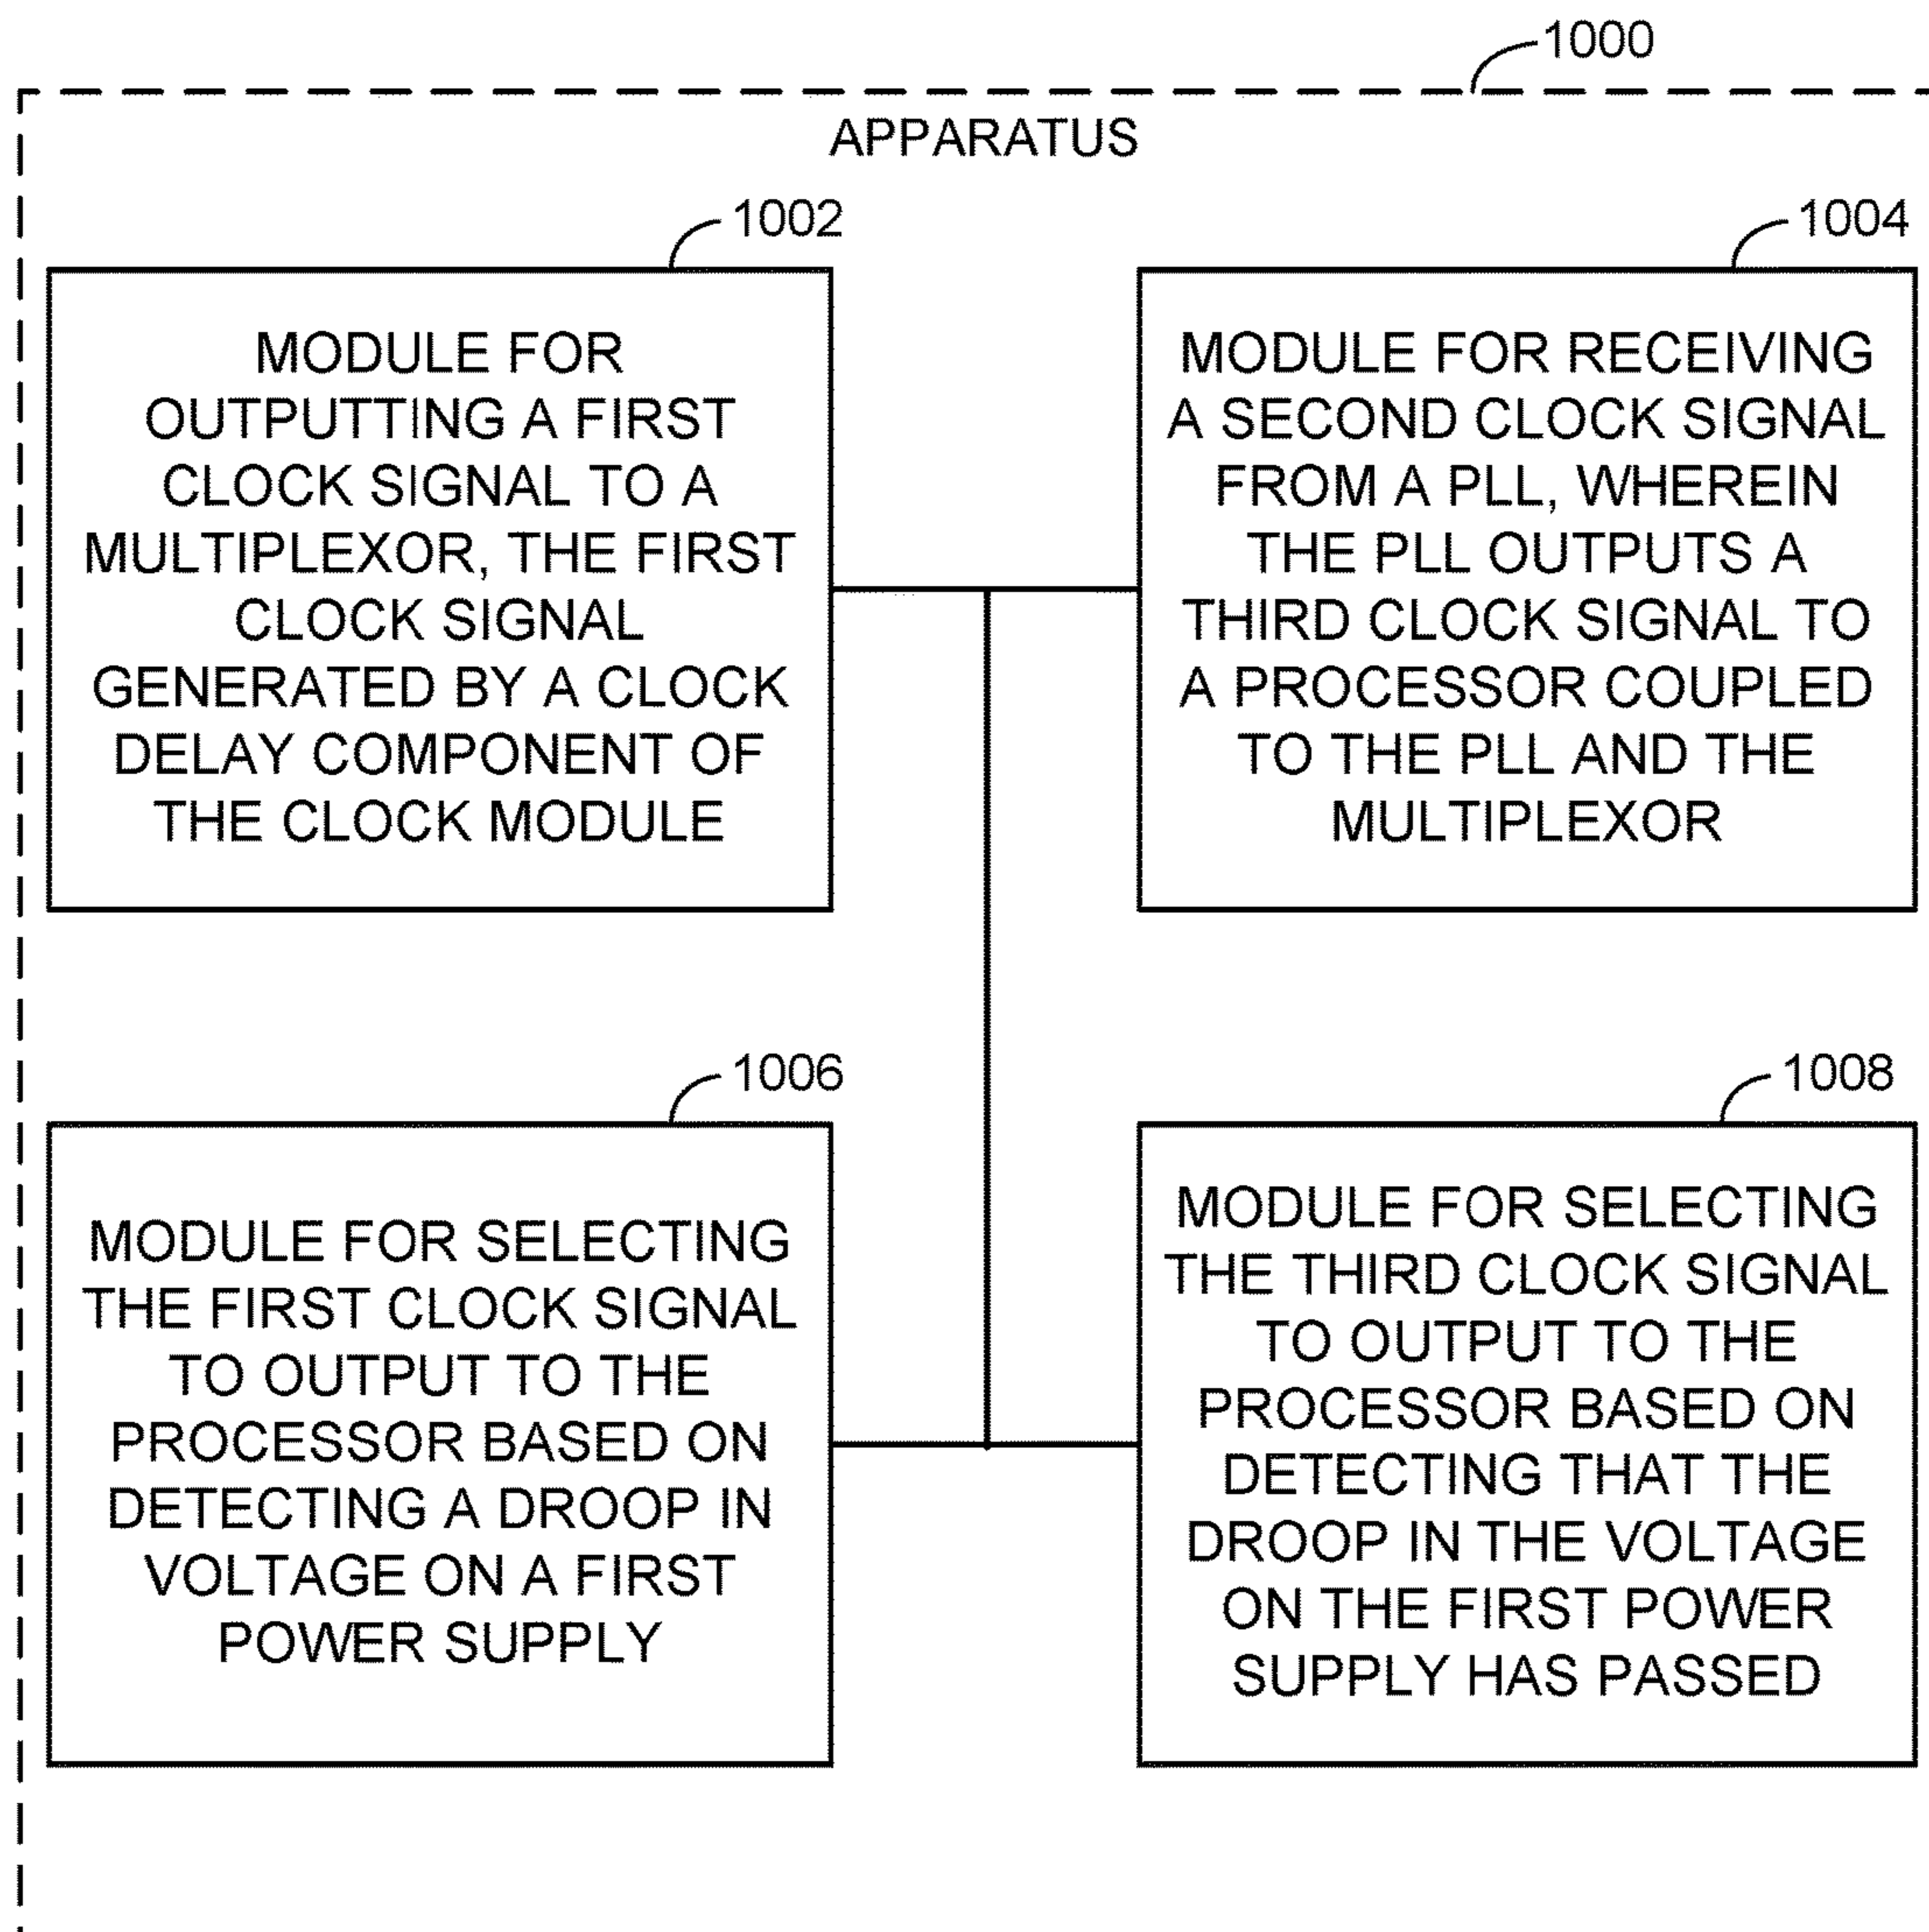 1000
APPARATUS
1002
MODULE FOR
OUTPUTTING A FIRST
CLOCK SIGNAL TO A
MULTIPLEXOR, THE FIRST
CLOCK SIGNAL
GENERATED BY A CLOCK
DELAY COMPONENT OF
THE CLOCK MODULE
1004
MODULE FOR RECEIVING
A SECOND CLOCK SIGNAL
FROM A PLL, WHEREIN
THE PLL OUTPUTS A
THIRD CLOCK SIGNAL TO
A PROCESSOR COUPLED
TO THE PLL AND THE
MULTIPLEXOR
1006
MODULE FOR SELECTING
THE FIRST CLOCK SIGNAL
TO OUTPUT TO THE
PROCESSOR BASED ON
DETECTING A DROOP IN
VOLTAGE ON A FIRST
POWER SUPPLY
1008
MODULE FOR SELECTING
THE THIRD CLOCK SIGNAL
TO OUTPUT TO THE
PROCESSOR BASED ON
DETECTING THAT THE
DROOP IN THE VOLTAGE
ON THE FIRST POWER
SUPPLY HAS PASSED